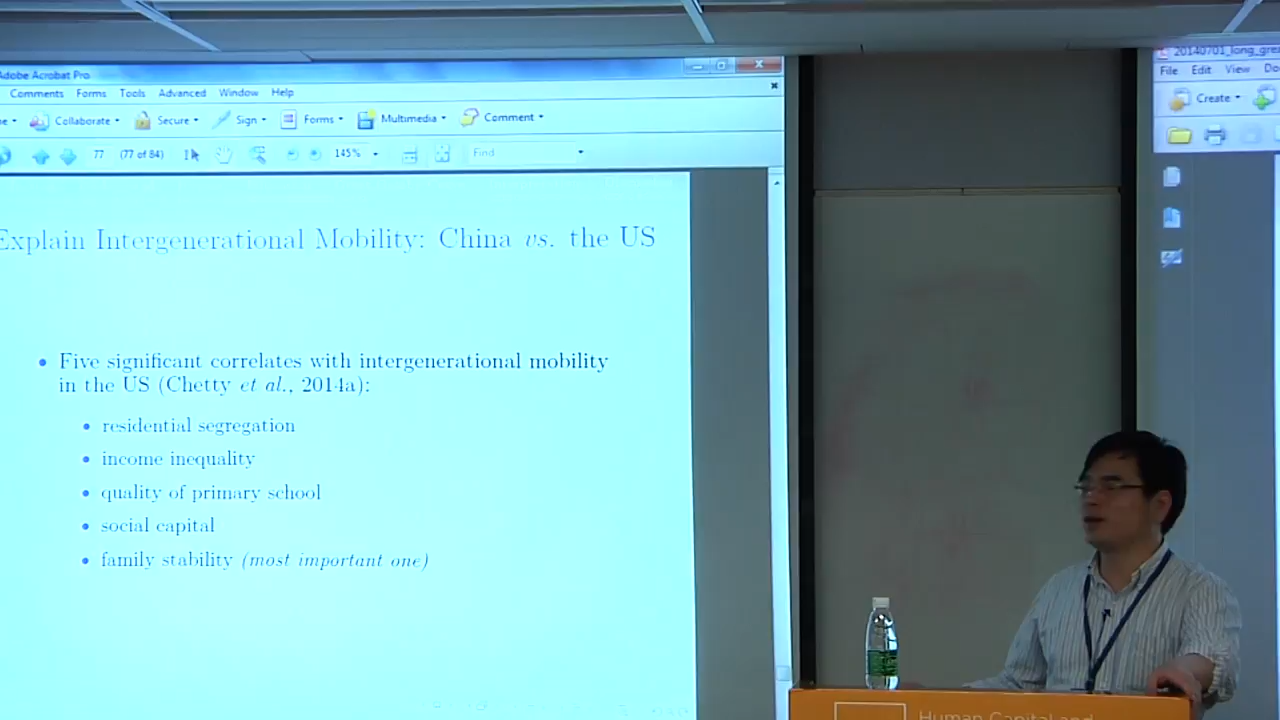 Adobe Acrobat Pro
Comments Forms Tools Advanced Window Help
Collaborate Secure Sign Forms Multimedia Comment
77 (77 of 84) 145% Find
Explain Intergenerational Mobility: China vs. the US
Five significant correlates with intergenerational mobility
in the US (Chetty et al., 2014a):
residential segregation
income inequality
quality of primary school
social capital
family stability (most important one)
20140701_long_grea
File Edit View
Create
Human Capital and